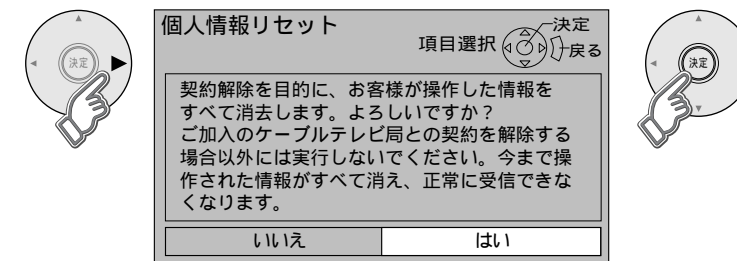 個人情報リセット
項目選択
決定
戻る
決定
契約解除を目的に、お客様が操作した情報を
すべて消去します。よろしいですか？
ご加入のケーブルテレビ局との契約を解除する
場合以外には実行しないでください。今まで操
作された情報がすべて消え、正常に受信できな
くなります。
いいえ
はい
決定